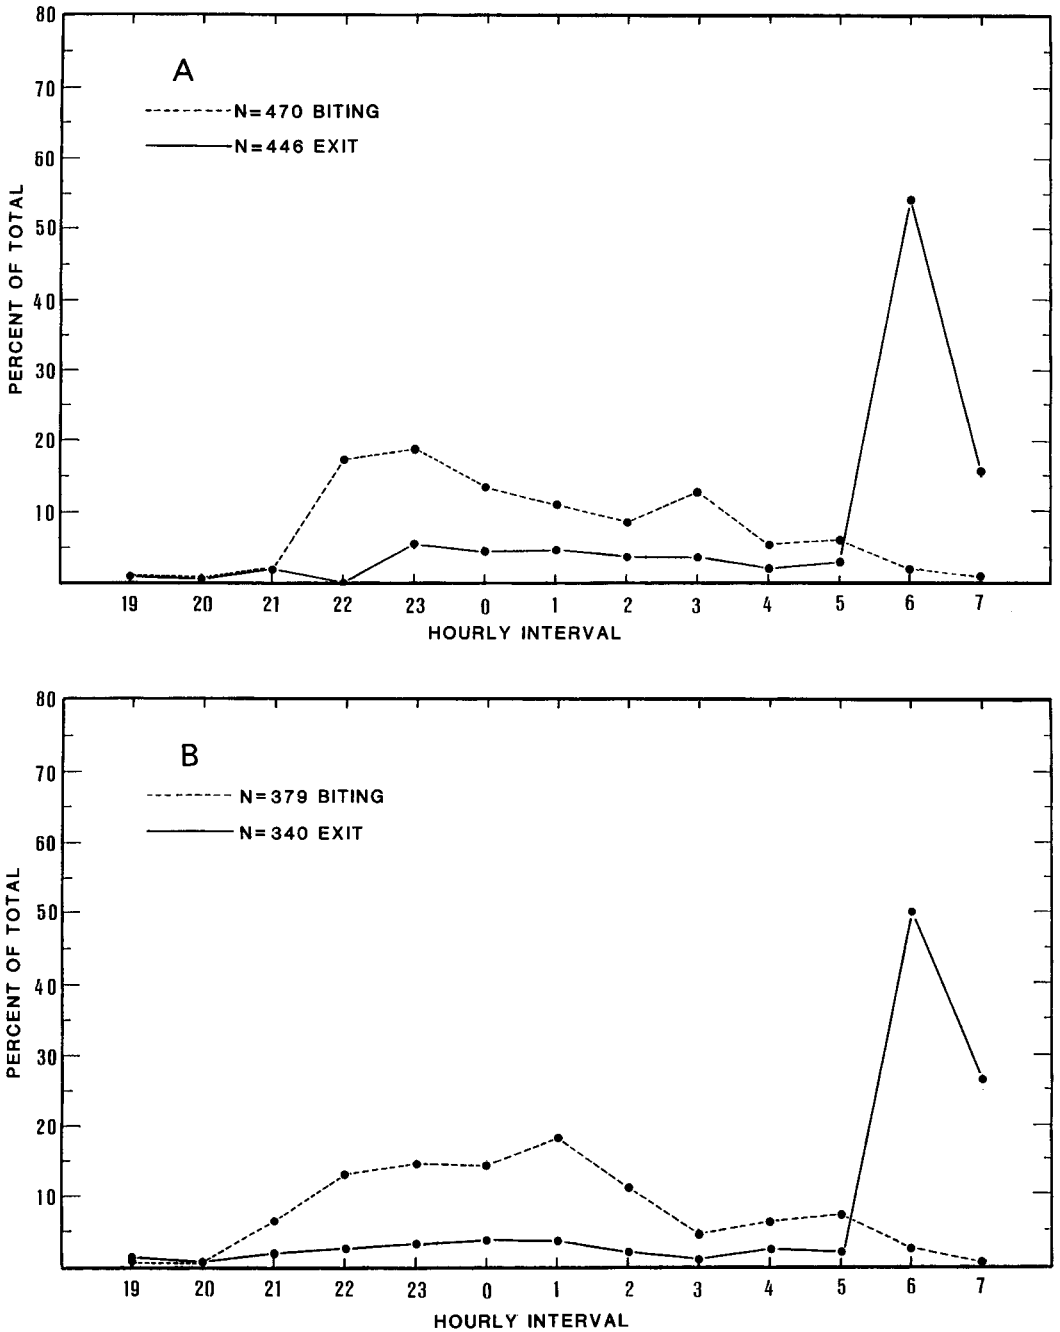 80
70
60
50
40
30
20
10
PERCENT OF TOTAL
A
N=470 BITING
N=446 EXIT
19 20 21 22 23 0 1 2 3 4 5 6 7
HOURLY INTERVAL
80
70
60
50
40
30
20
10
PERCENT OF TOTAL
B
N=379 BITING
N=340 EXIT
19 20 21 22 23 0 1 2 3 4 5 6 7
HOURLY INTERVAL